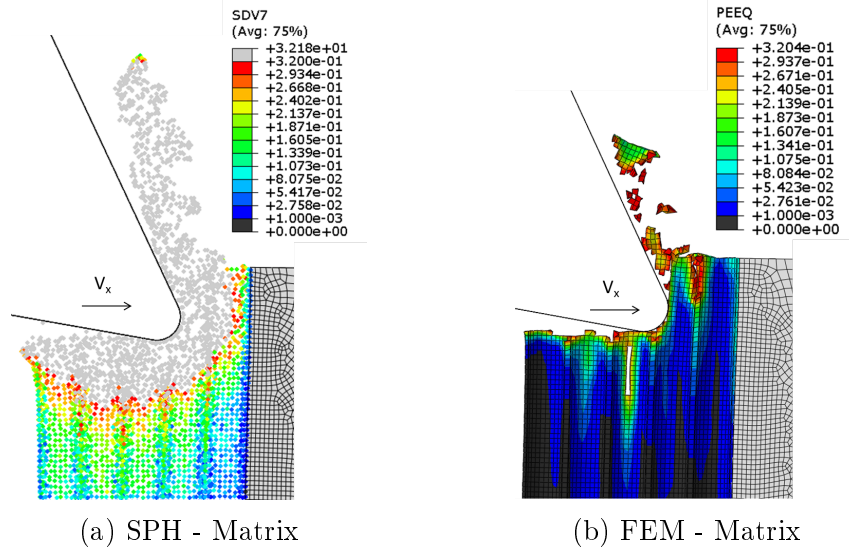 SDV7
(Avg: 75%)
+3.218e+01
+3.200e-01
+2.934e-01
+2.668e-01
+2.402e-01
+2.137e-01
+1.871e-01
+1.605e-01
+1.339e-01
+1.073e-01
+8.075e-02
+5.417e-02
+2.758e-02
+1.000e-03
+0.000e+00
Vx
(a) SPH - Matrix
PEEQ
(Avg: 75%)
+3.204e-01
+2.937e-01
+2.671e-01
+2.405e-01
+2.139e-01
+1.873e-01
+1.607e-01
+1.341e-01
+1.075e-01
+8.084e-02
+5.423e-02
+2.761e-02
+1.000e-03
+0.000e+00
Vx
(b) FEM - Matrix